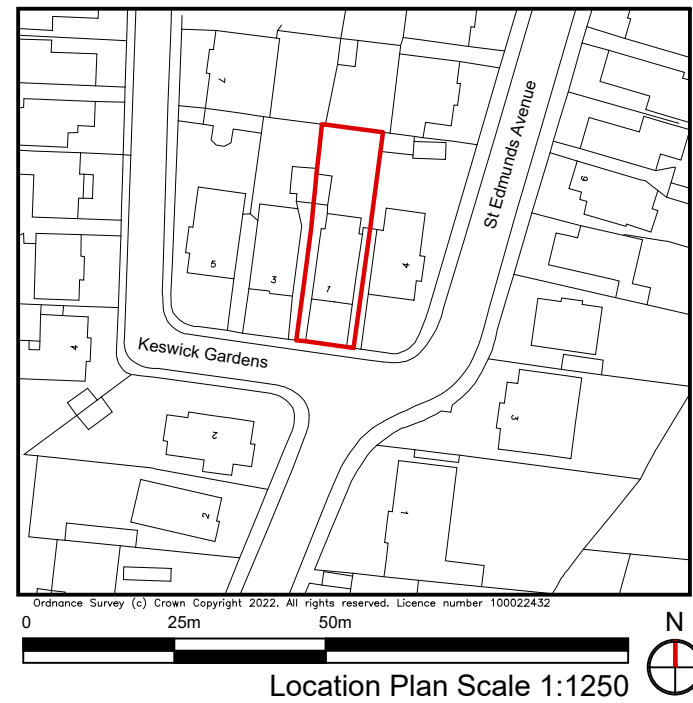 7
St Edmunds Avenue
6
5
3
1
4
Keswick Gardens
4
2
3
2
1
Ordnance Survey (c) Crown Copyright 2022. All rights reserved. Licence number 100022432
0 25m 50m
N
Location Plan Scale 1:1250